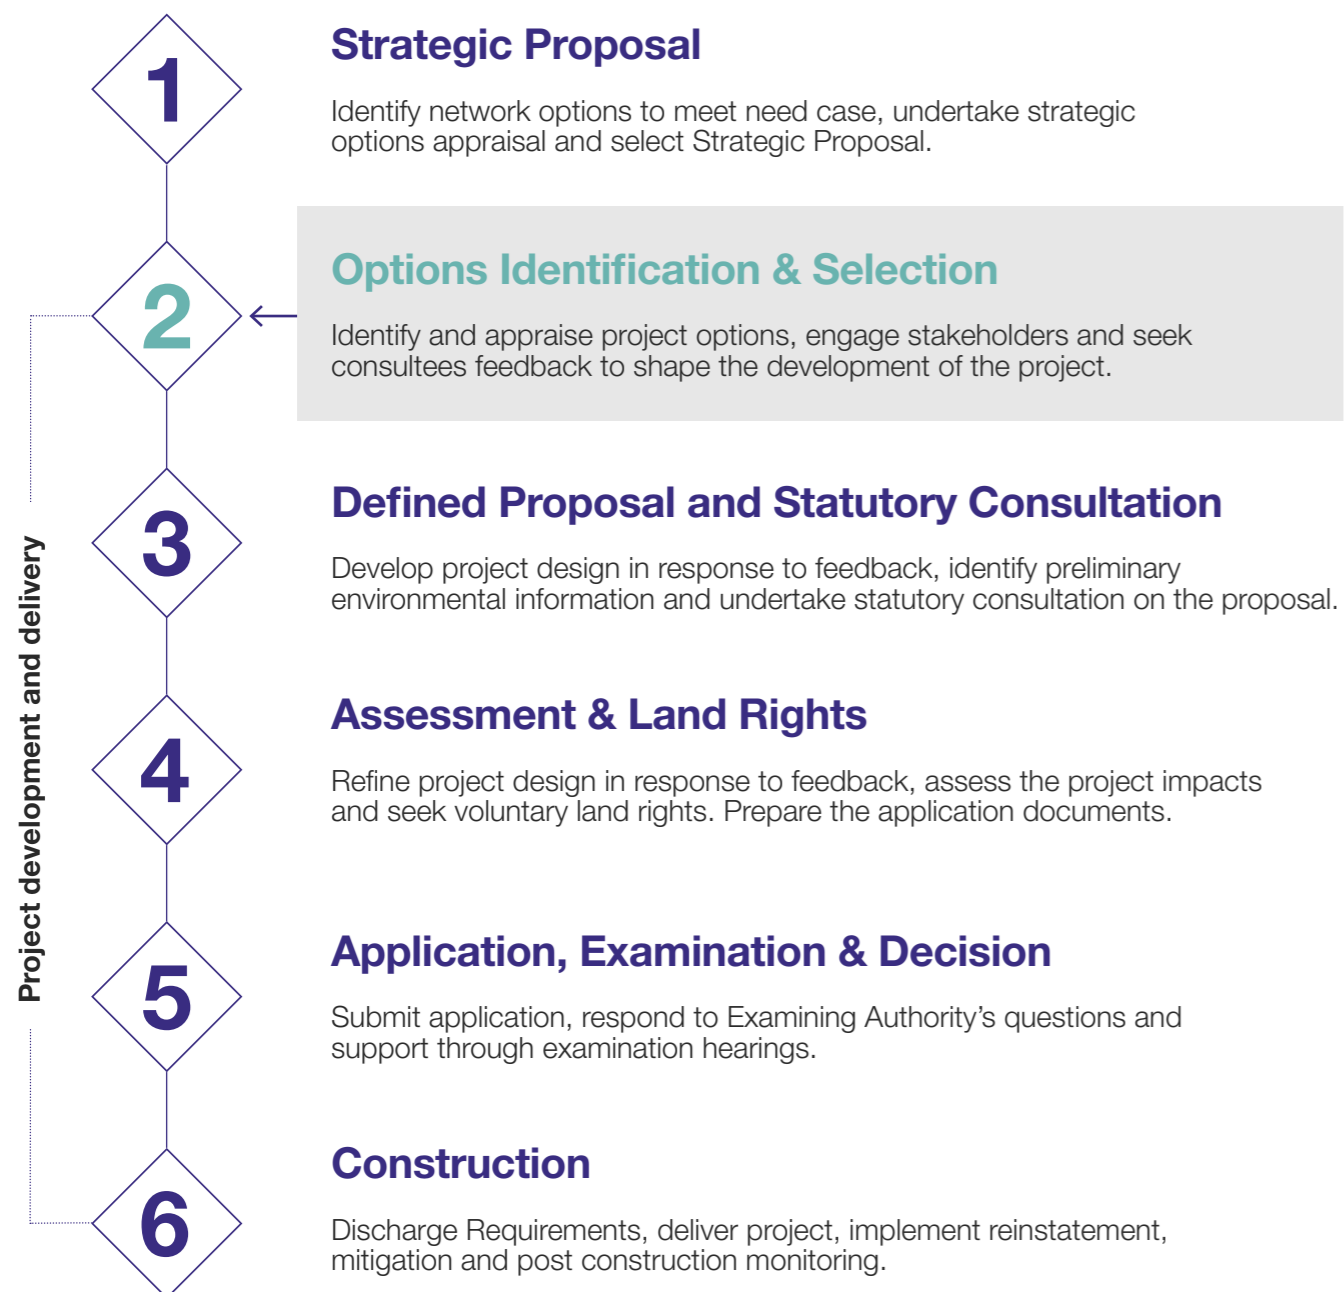 1
Strategic Proposal
Identify network options to meet need case, undertake strategic
options appraisal and select Strategic Proposal.
2
Options Identification & Selection
Identify and appraise project options, engage stakeholders and seek
consultees feedback to shape the development of the project.
3
Defined Proposal and Statutory Consultation
Develop project design in response to feedback, identify preliminary
environmental information and undertake statutory consultation on the proposal.
Project development and delivery
4
Assessment & Land Rights
Refine project design in response to feedback, assess the project impacts
and seek voluntary land rights. Prepare the application documents.
5
Application, Examination & Decision
Submit application, respond to Examining Authority’s questions and
support through examination hearings.
6
Construction
Discharge Requirements, deliver project, implement reinstatement,
mitigation and post construction monitoring.